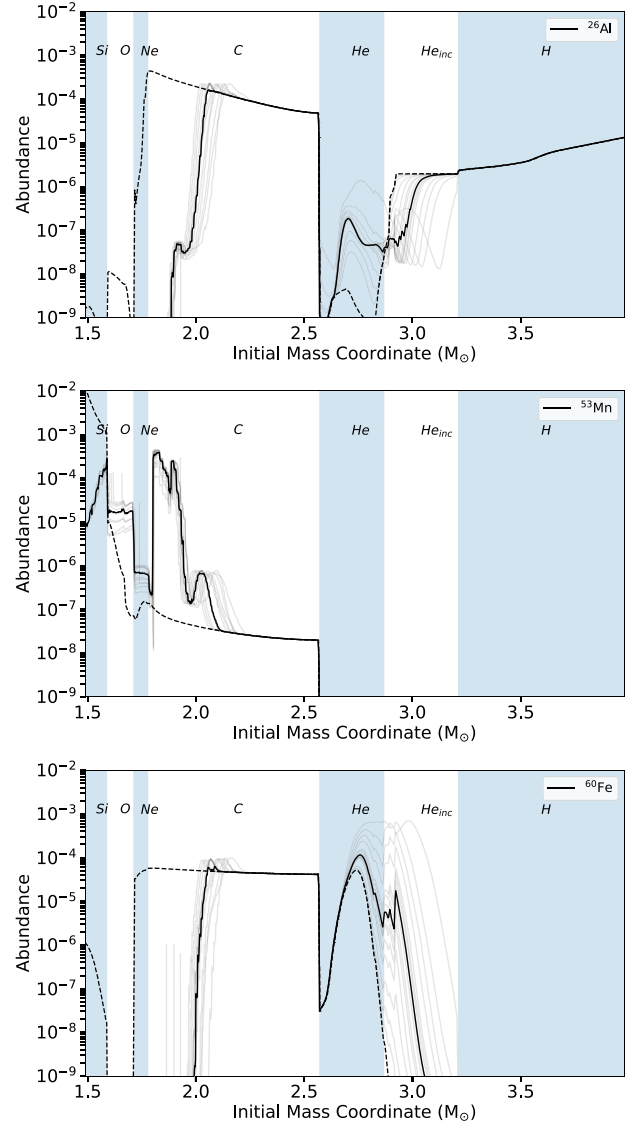 10⁻²
10⁻³
10⁻⁴
10⁻⁵
10⁻⁶
10⁻⁷
10⁻⁸
10⁻⁹
Abundance
Si O Ne C He He_inc H
²⁶Al
1.5 2.0 2.5 3.0 3.5
Initial Mass Coordinate (M_⊙)
10⁻²
10⁻³
10⁻⁴
10⁻⁵
10⁻⁶
10⁻⁷
10⁻⁸
10⁻⁹
Abundance
Si O Ne C He He_inc H
⁵³Mn
1.5 2.0 2.5 3.0 3.5
Initial Mass Coordinate (M_⊙)
10⁻²
10⁻³
10⁻⁴
10⁻⁵
10⁻⁶
10⁻⁷
10⁻⁸
10⁻⁹
Abundance
Si O Ne C He He_inc H
⁶⁰Fe
1.5 2.0 2.5 3.0 3.5
Initial Mass Coordinate (M_⊙)